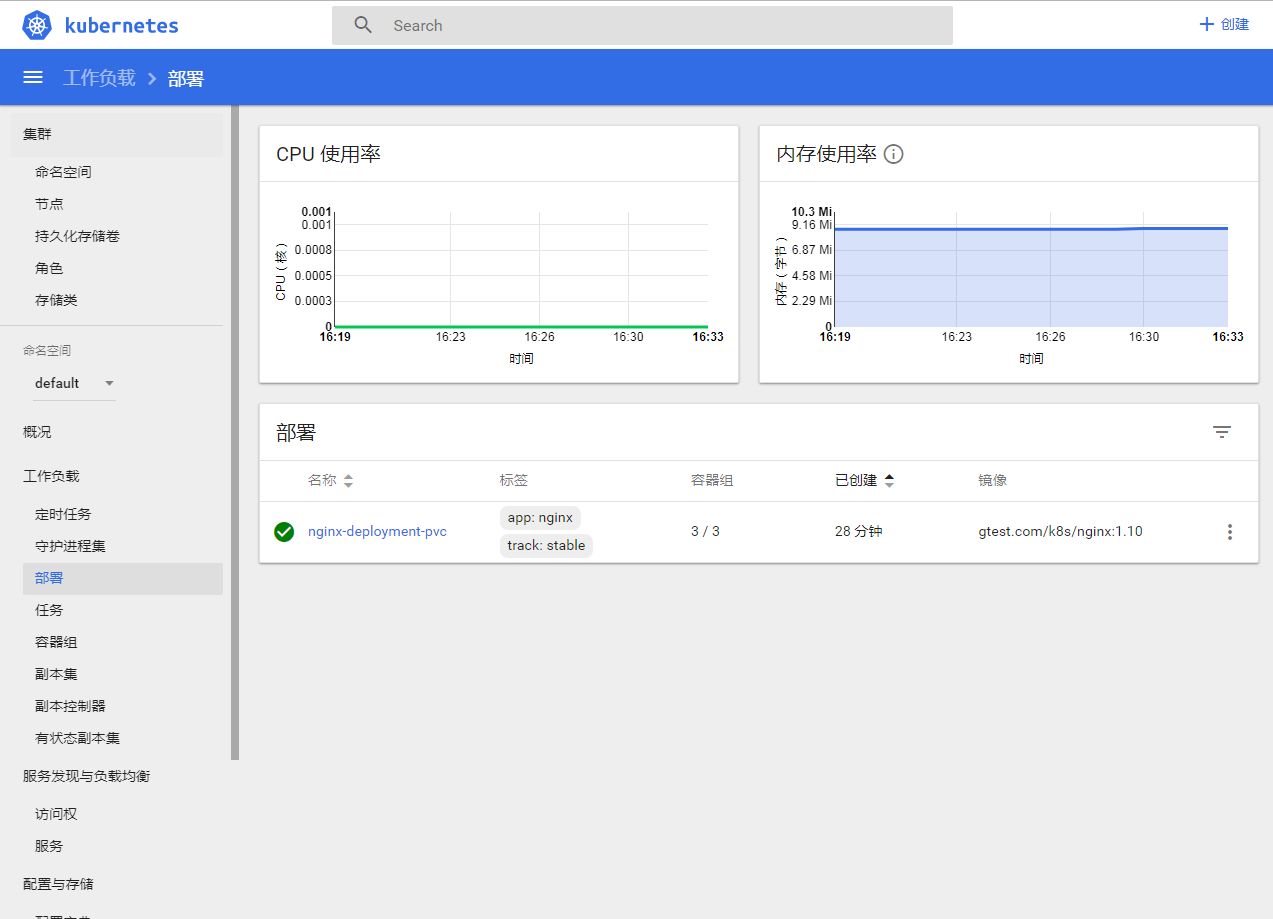 kubernetes
Search
创建
工作负载 > 部署
集群
命名空间
节点
持久化存储卷
角色
存储类
命名空间
default
概况
工作负载
定时任务
守护进程集
部署
任务
容器组
副本集
副本控制器
有状态副本集
服务发现与负载均衡
访问权
服务
配置与存储
CPU 使用率
0.001
0.001
0.0008
0.0005
0.0003
0
CPU（核）
16:19 16:23 16:26 16:30 16:33
时间
内存使用率
10.3 Mi
9.16 Mi
6.87 Mi
4.58 Mi
2.29 Mi
0
内存（字节）
16:19 16:23 16:26 16:30 16:33
时间
部署
名称 标签 容器组 已创建 镜像
nginx-deployment-pvc app: nginx 3 / 3 28 分钟 gtest.com/k8s/nginx:1.10
track: stable